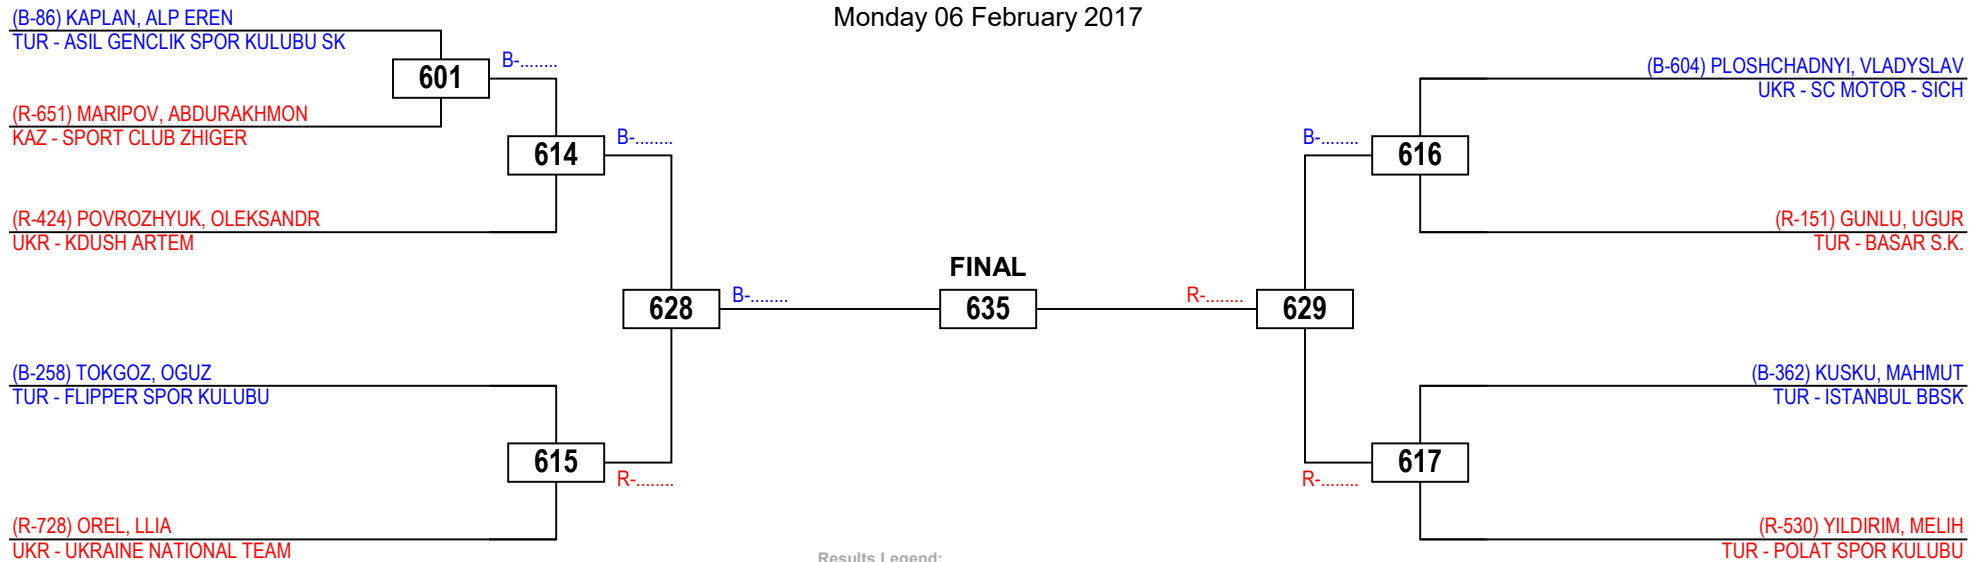 Monday 06 February 2017
(B-86) KAPLAN, ALP EREN
TUR - ASIL GENCLIK SPOR KULUBU SK
601
B-........
(R-651) MARIPOV, ABDURAKHMON
KAZ - SPORT CLUB ZHIGER
614
B-........
(R-424) POVROZHYUK, OLEKSANDR
UKR - KDUSH ARTEM
628
B-........
(B-258) TOKGOZ, OGUZ
TUR - FLIPPER SPOR KULUBU
615
R-........
(R-728) OREL, LLIA
UKR - UKRAINE NATIONAL TEAM
FINAL
635
(B-604) PLOSHCHADNYI, VLADYSLAV
UKR - SC MOTOR - SICH
B-........
616
(R-151) GUNLU, UGUR
TUR - BASAR S.K.
R-........
629
(B-362) KUSKU, MAHMUT
TUR - ISTANBUL BBSK
617
R-........
(R-530) YILDIRIM, MELIH
TUR - POLAT SPOR KULUBU
Results Legend: